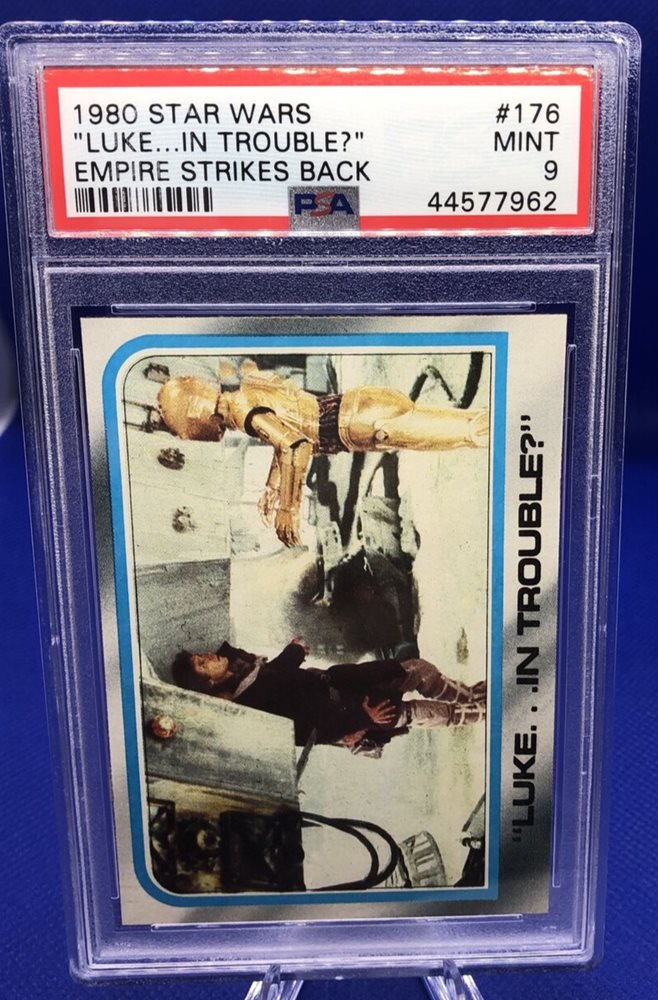 1980 STAR WARS #176
"LUKE...IN TROUBLE?" MINT
EMPIRE STRIKES BACK 9
PSA 44577962
"LUKE. . .IN TROUBLE?"